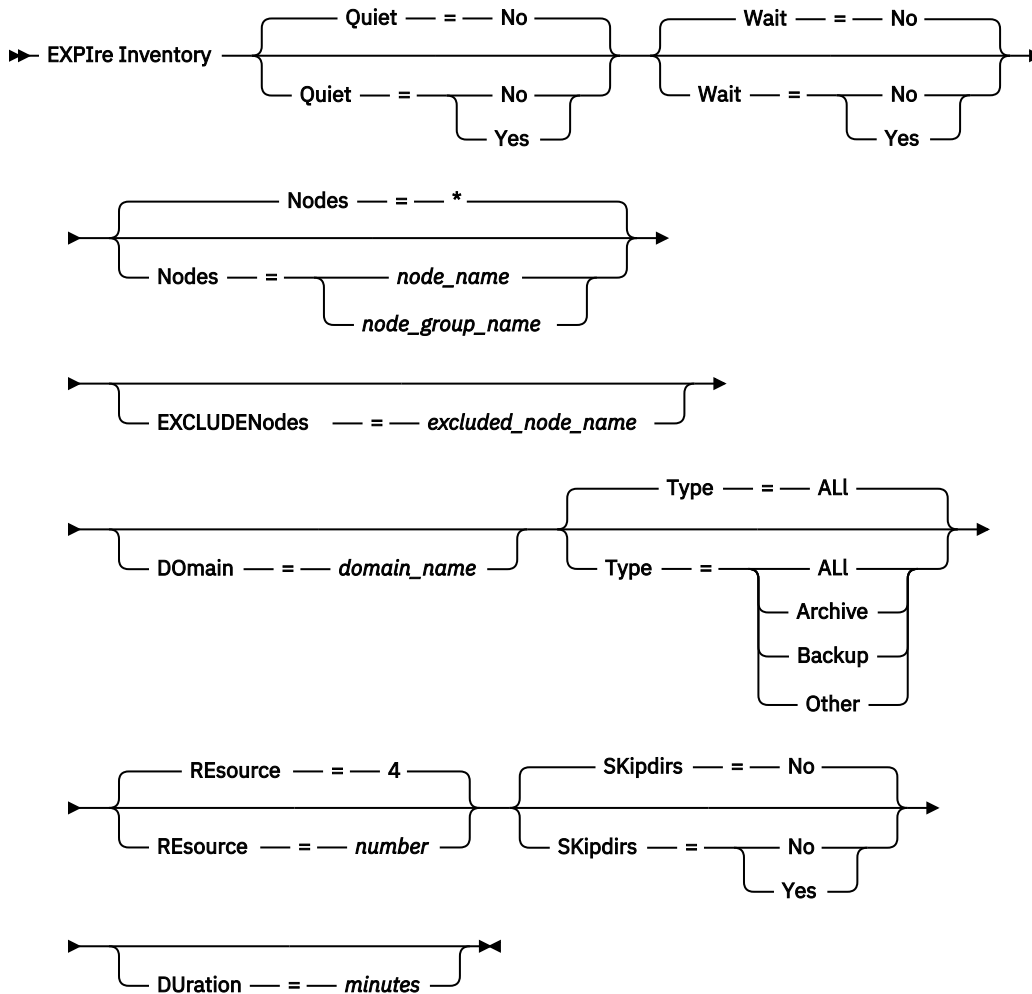 Quiet = No Wait = No
EXPIre Inventory
Quiet = No Wait = No
Yes Yes
Nodes = *
Nodes = node_name
node_group_name
EXCLUDENodes = excluded_node_name
Type = ALl
DOmain = domain_name Type = ALl
Archive
Backup
Other
REsource = 4 SKipdirs = No
REsource = number SKipdirs = No
Yes
DUration = minutes